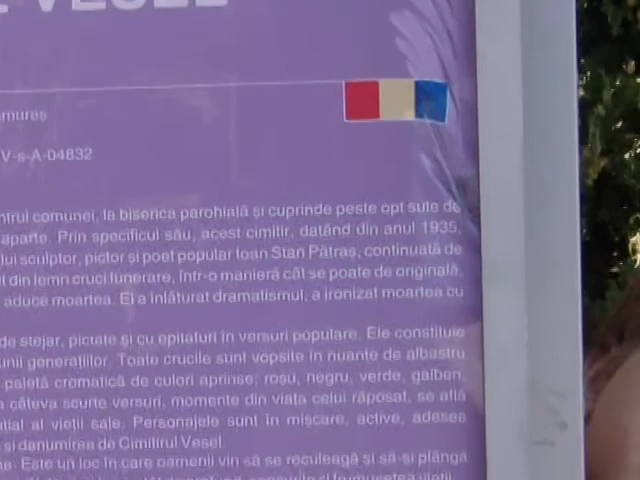 VESEL
amureș
V-s-A-04832
ntrul comunei, la biserica parohială și cuprinde peste opt sute de
aparte. Prin specificul său, acest cimitir, datând din anul 1935,
lui sculptor, pictor și poet popular Ioan Stan Pătraș, continuată de
din lemn cruci funerare, într-o manieră cât se poate de originală,
aduce moartea. El a înlăturat dramatismul, a ironizat moartea cu
de stejar, pictate și cu epitafuri în versuri populare. Ele constituie
unii generațiilor. Toate crucile sunt vopsite în nuanțe de albastru
paletă cromatică de culori aprinse: roșu, negru, verde, galben,
a câteva scurte versuri, momente din viața celui răposat, se află
țial al vieții sale. Personajele sunt în mișcare, active, adesea
și denumirea de Cimitirul Vesel.
ne. Este un loc în care oamenii vin să se reculeagă și să-și plângă